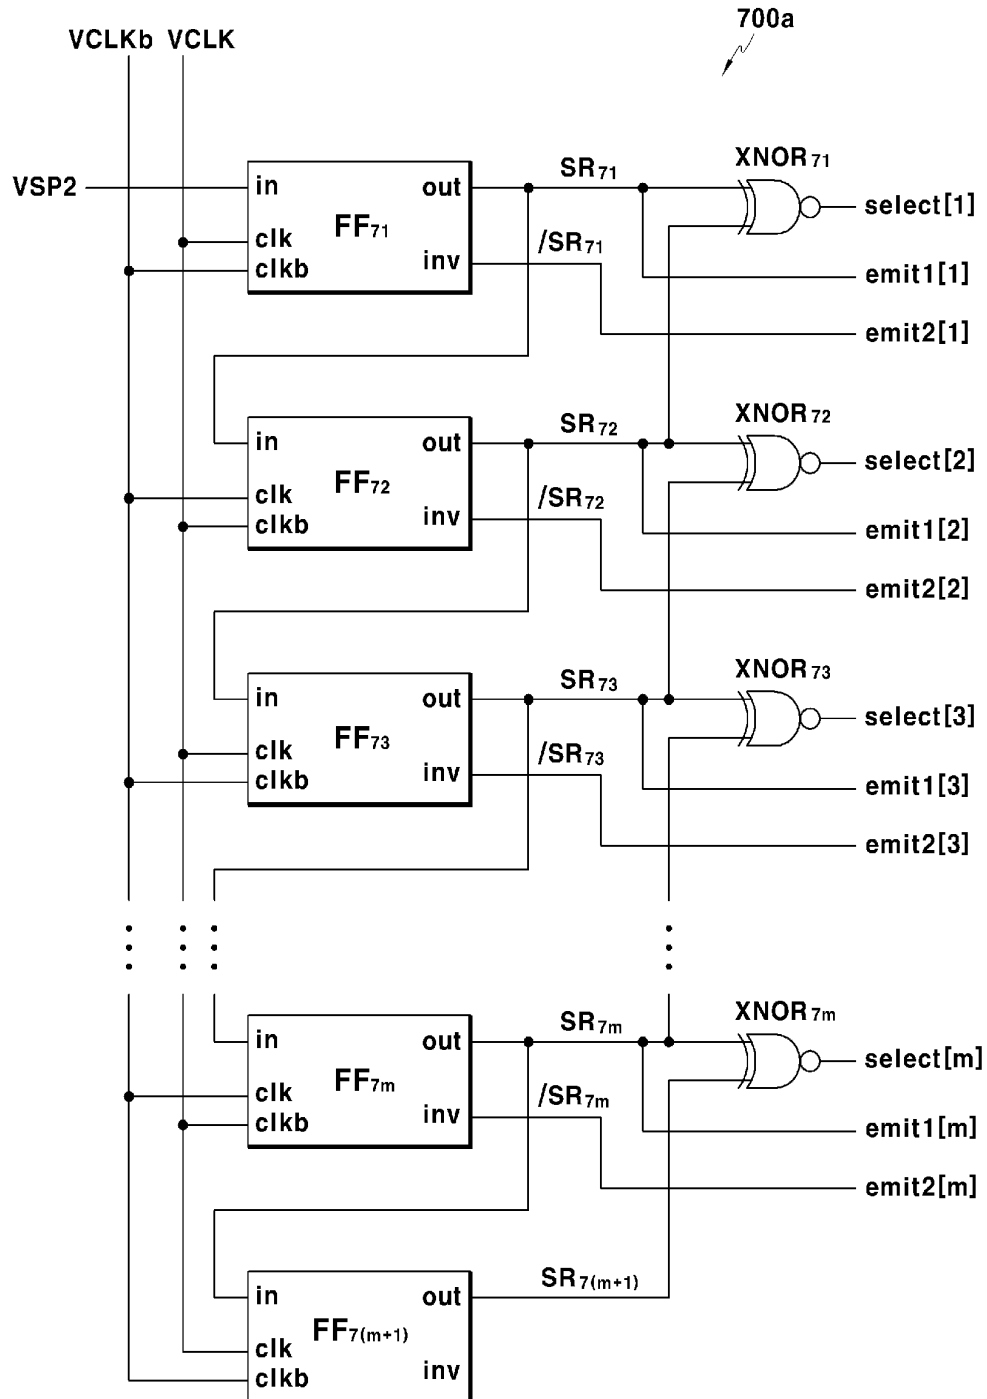 700a
VCLKb VCLK
VSP2
in
out
FF71
clk
clkb
inv
SR71
/SR71
XNOR71
select[1]
emit1[1]
emit2[1]
in
out
FF72
clk
clkb
inv
SR72
/SR72
XNOR72
select[2]
emit1[2]
emit2[2]
in
out
FF73
clk
clkb
inv
SR73
/SR73
XNOR73
select[3]
emit1[3]
emit2[3]
in
out
FF7m
clk
clkb
inv
SR7m
/SR7m
XNOR7m
select[m]
emit1[m]
emit2[m]
in
out
FF7(m+1)
clk
clkb
inv
SR7(m+1)